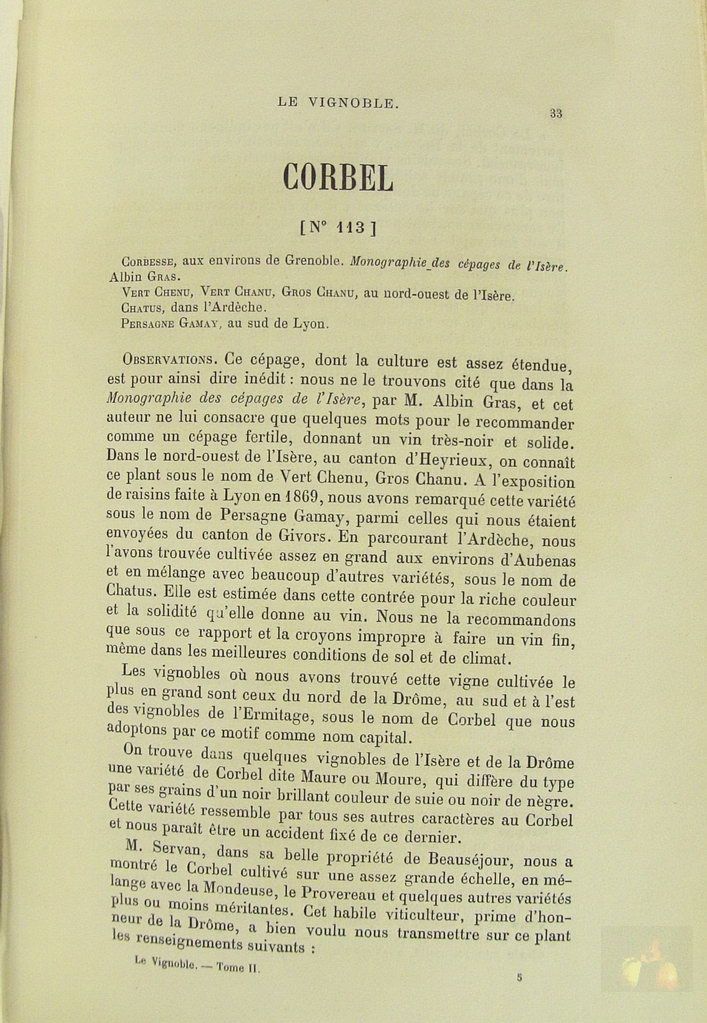 LE VIGNOBLE.
33
CORBEL
[N° 113]
CORBESSE, aux environs de Grenoble. Monographie des cépages de l'Isère.
Albin GRAS.
VERT CHENU, VERT CHANU, GROS CHANU, au nord-ouest de l'Isère.
CHATUS, dans l'Ardèche.
PERSAGNE GAMAY, au sud de Lyon.
OBSERVATIONS. Ce cépage, dont la culture est assez étendue,
est pour ainsi dire inédit : nous ne le trouvons cité que dans la
Monographie des cépages de l'Isère, par M. Albin Gras, et cet
auteur ne lui consacre que quelques mots pour le recommander
comme un cépage fertile, donnant un vin très-noir et solide.
Dans le nord-ouest de l'Isère, au canton d'Heyrieux, on connaît
ce plant sous le nom de Vert Chenu, Gros Chanu. A l'exposition
de raisins faite à Lyon en 1869, nous avons remarqué cette variété
sous le nom de Persagne Gamay, parmi celles qui nous étaient
envoyées du canton de Givors. En parcourant l'Ardèche, nous
l'avons trouvée cultivée assez en grand aux environs d'Aubenas
et en mélange avec beaucoup d'autres variétés, sous le nom de
Chatus. Elle est estimée dans cette contrée pour la riche couleur
et la solidité qu'elle donne au vin. Nous ne la recommandons
que sous ce rapport et la croyons impropre à faire un vin fin,
même dans les meilleures conditions de sol et de climat.
Les vignobles où nous avons trouvé cette vigne cultivée le
plus en grand sont ceux du nord de la Drôme, au sud et à l'est
des vignobles de l'Ermitage, sous le nom de Corbel que nous
adoptons par ce motif comme nom capital.
On trouve dans quelques vignobles de l'Isère et de la Drôme
une variété de Corbel dite Maure ou Moure, qui diffère du type
par ses grains d'un noir brillant couleur de suie ou noir de nègre.
Cette variété ressemble par tous ses autres caractères au Corbel
et nous paraît être un accident fixé de ce dernier.
M. Servan, dans sa belle propriété de Beauséjour, nous a
montré le Corbel cultivé sur une assez grande échelle, en mé-
lange avec la Mondeuse, le Provereau et quelques autres variétés
plus ou moins méritantes. Cet habile viticulteur, prime d'hon-
neur de la Drôme, a bien voulu nous transmettre sur ce plant
les renseignements suivants :
Le Vignoble. — Tome II.
5